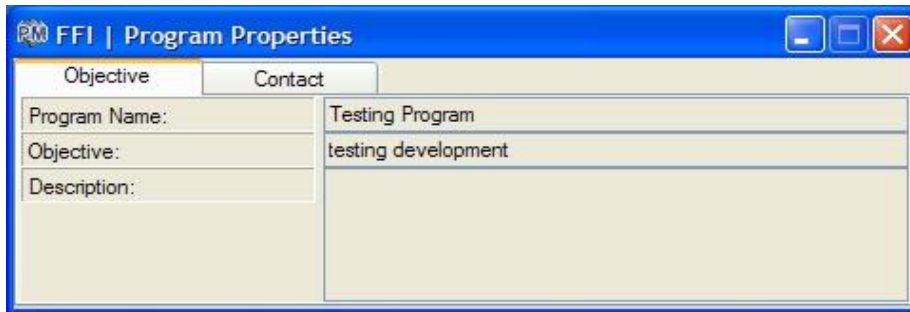 RM FFI | Program Properties
Objective Contact
Program Name: Testing Program
Objective: testing development
Description: